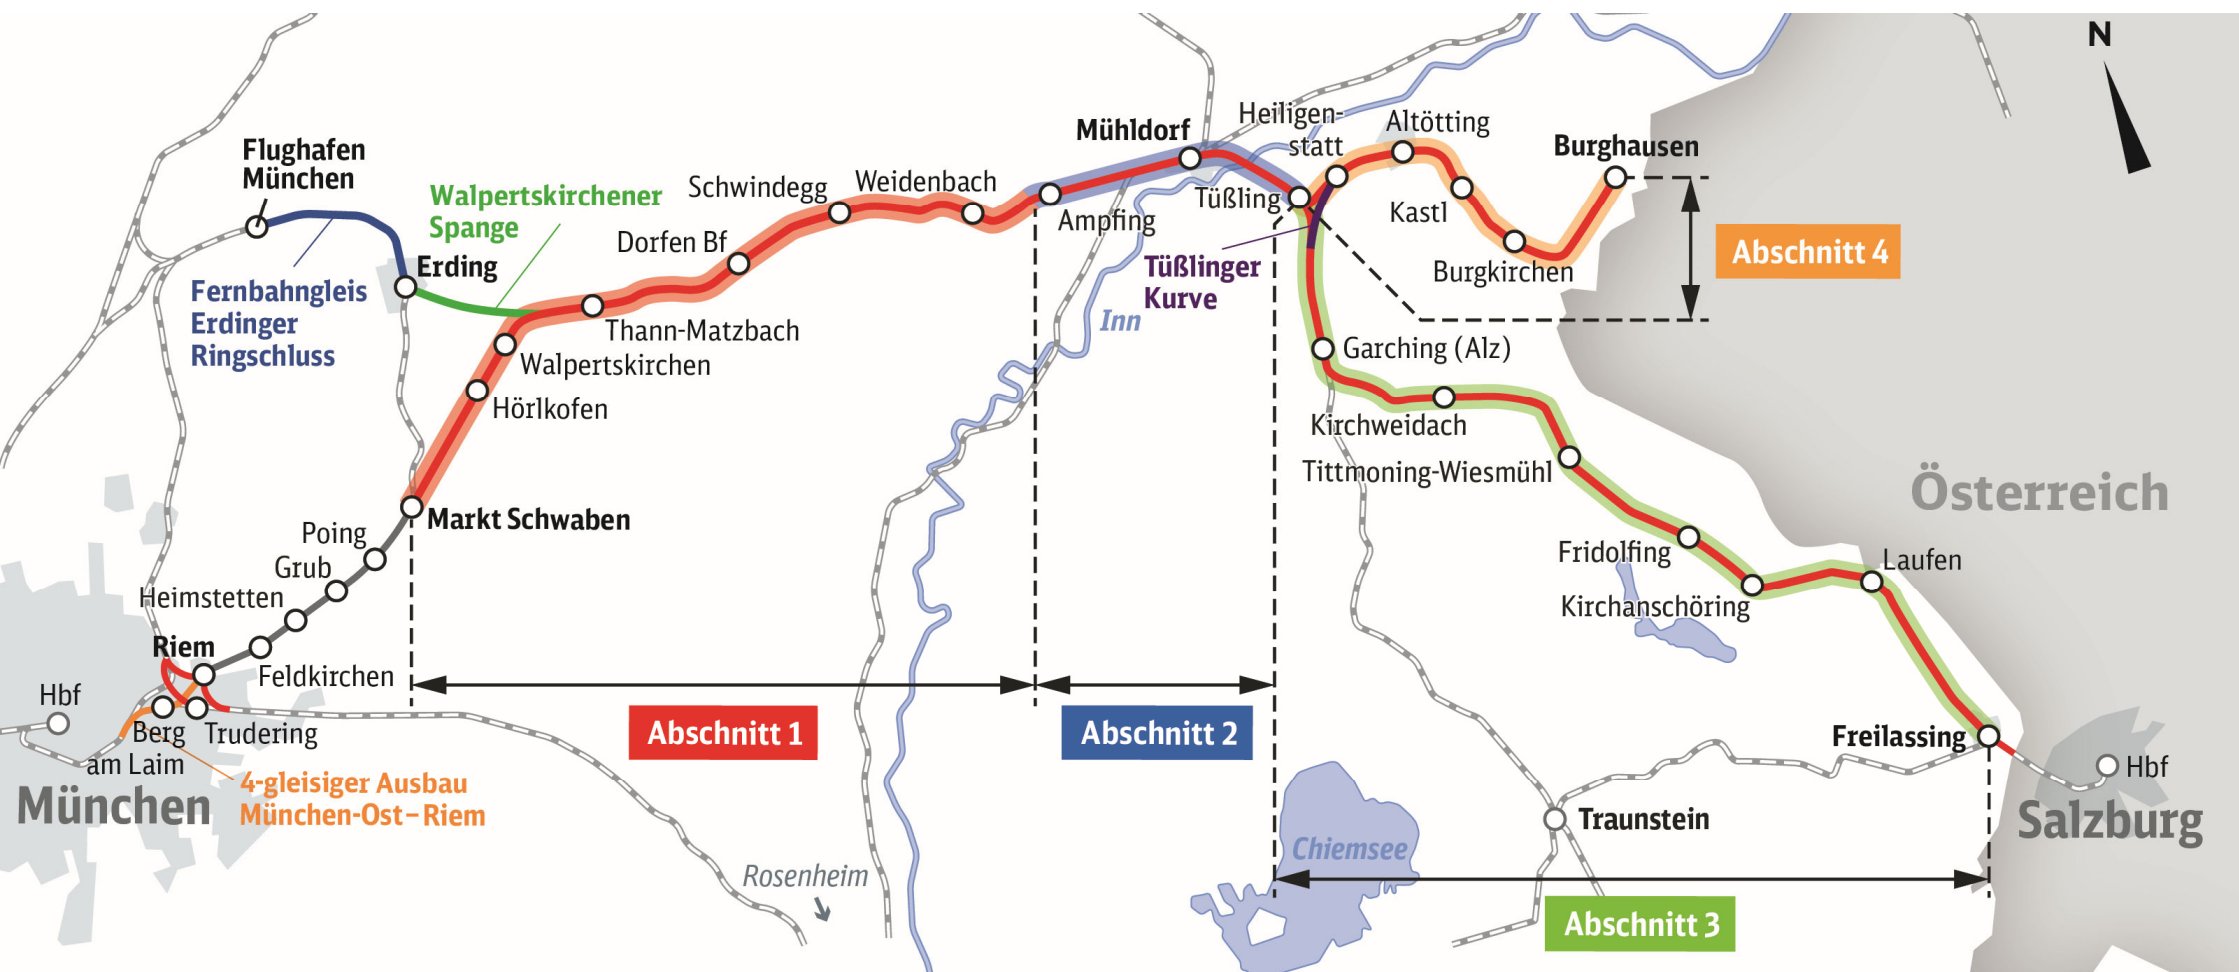 N
Flughafen
München
Fernbahngleis
Erdinger
Ringschluss
Erding
Walpertskirchener
Spange
Schwindegg
Weidenbach
Dorfen Bf
Thann-Matzbach
Walpertskirchen
Hörlkofen
Markt Schwaben
Poing
Grub
Heimstetten
Riem
Feldkirchen
Hbf
Berg
am Laim
Trudering
München
4-gleisiger Ausbau
München-Ost – Riem
Mühldorf
Ampfing
Heiligen-
statt
Tüßling
Tüßlinger
Kurve
Inn
Altötting
Kastl
Burgkirchen
Burghausen
Abschnitt 4
Garching (Alz)
Kirchweidach
Tittmoning-Wiesmühl
Fridolfing
Kirchanschöring
Laufen
Österreich
Freilassing
Hbf
Salzburg
Traunstein
Chiemsee
Rosenheim
Abschnitt 1
Abschnitt 2
Abschnitt 3